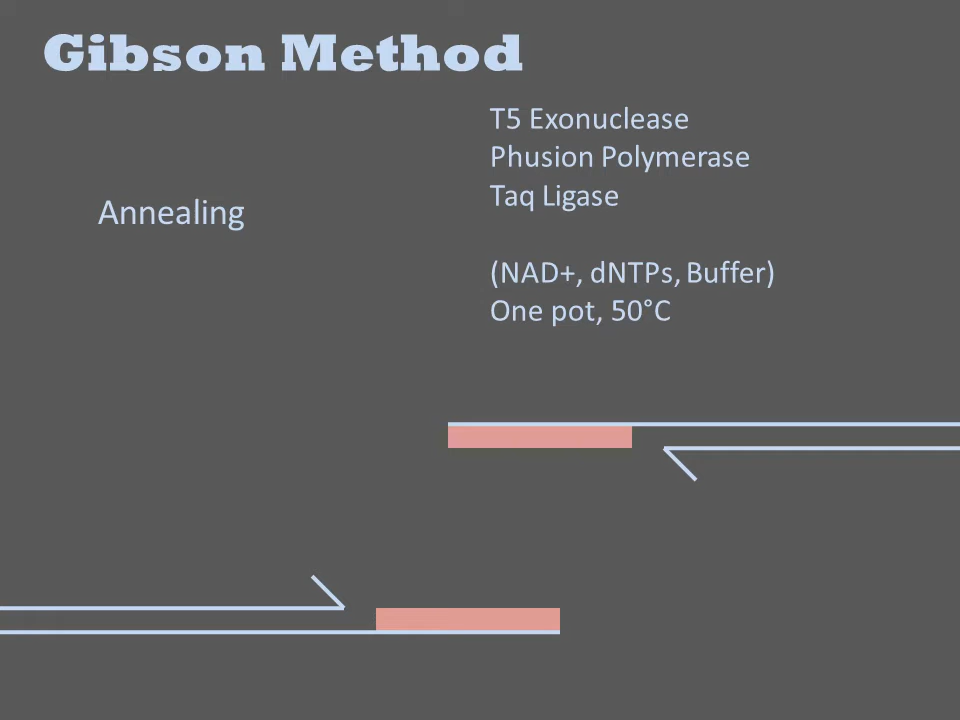 Gibson Method
T5 Exonuclease
Phusion Polymerase
Taq Ligase
Annealing
(NAD+, dNTPs, Buffer)
One pot, 50°C